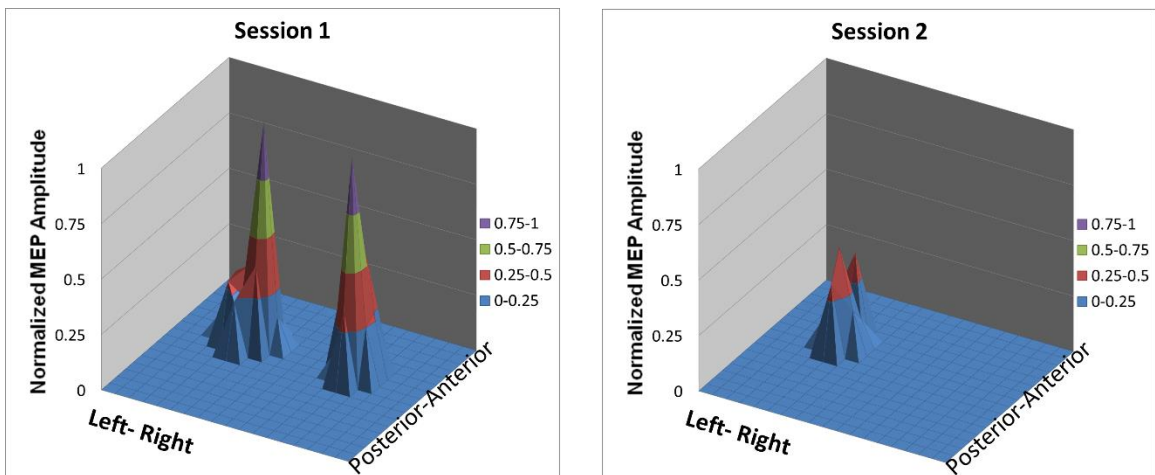 Session 1
Normalized MEP Amplitude
1
0.75
0.5
0.25
0
Left- Right
Posterior-Anterior
0.75-1
0.5-0.75
0.25-0.5
0-0.25
Session 2
Normalized MEP Amplitude
1
0.75
0.5
0.25
0
Left- Right
Posterior-Anterior
0.75-1
0.5-0.75
0.25-0.5
0-0.25